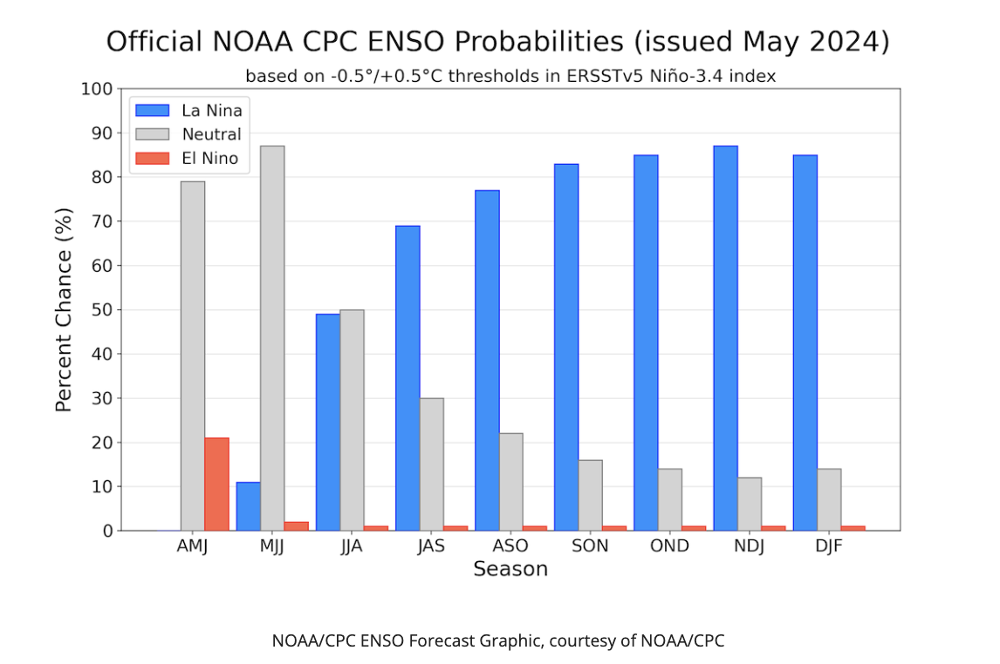 Official NOAA CPC ENSO Probabilities (issued May 2024)
based on -0.5°/+0.5°C thresholds in ERSSTv5 Niño-3.4 index
100
90
80
70
60
50
40
30
20
10
0
Percent Chance (%)
La Nina
Neutral
El Nino
AMJ MJJ JJA JAS ASO SON OND NDJ DJF
Season
NOAA/CPC ENSO Forecast Graphic, courtesy of NOAA/CPC